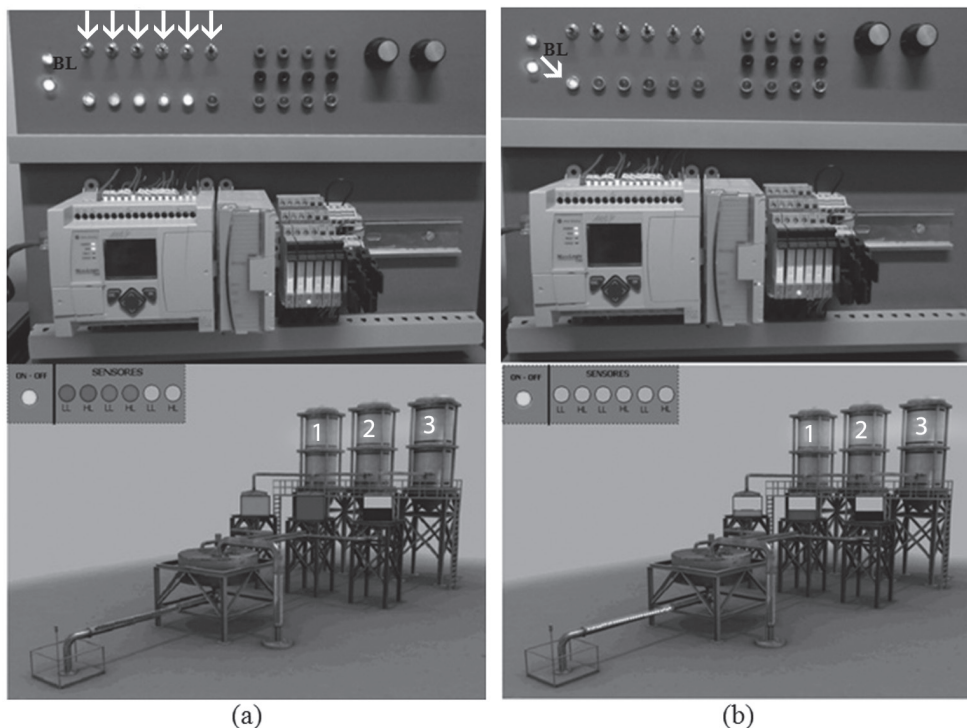 BL
BL
ON - OFF
SENSORES
LL HL LL HL LL HL
1 2 3
ON - OFF
SENSORES
LL HL LL HL LL HL
1 2 3
(a)
(b)